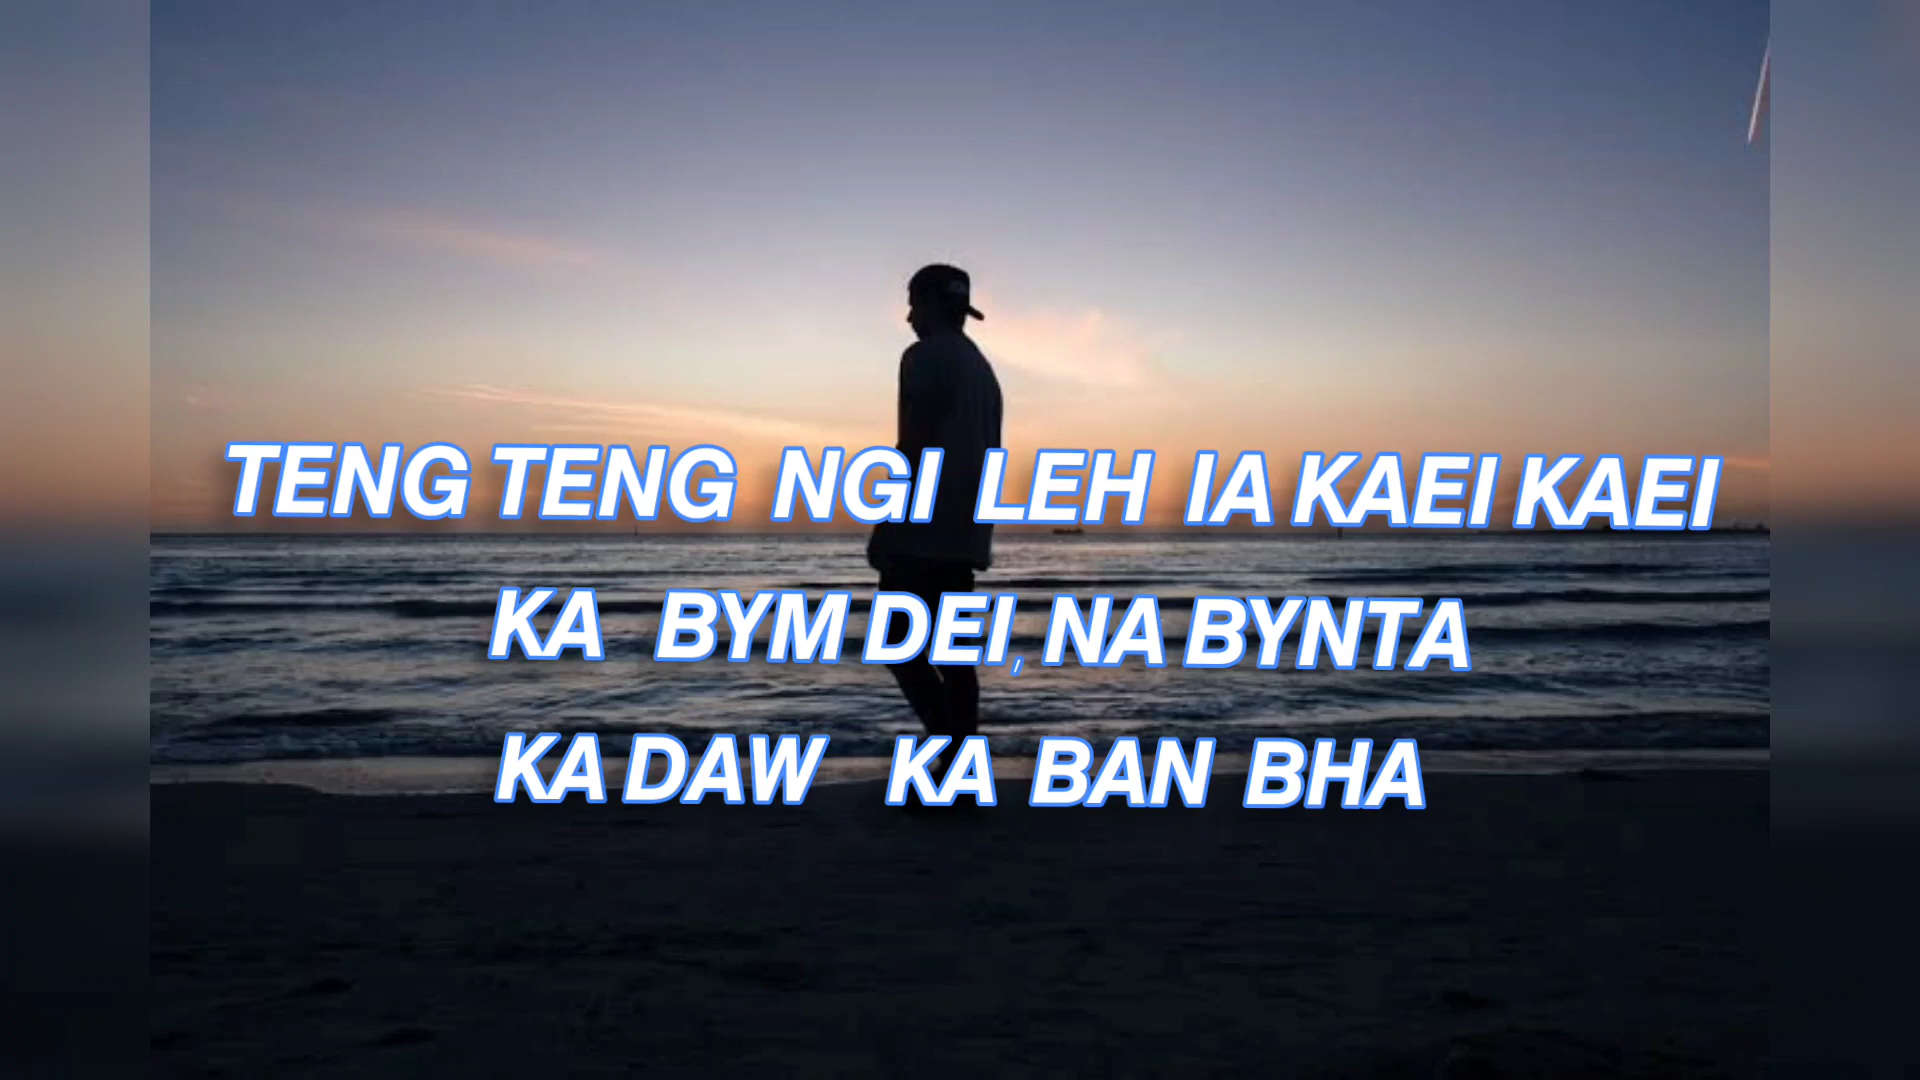 TENG TENG NGI LEH IA KAEI KAEI
KA BYM DEI, NA BYNTA
KA DAW KA BAN BHA